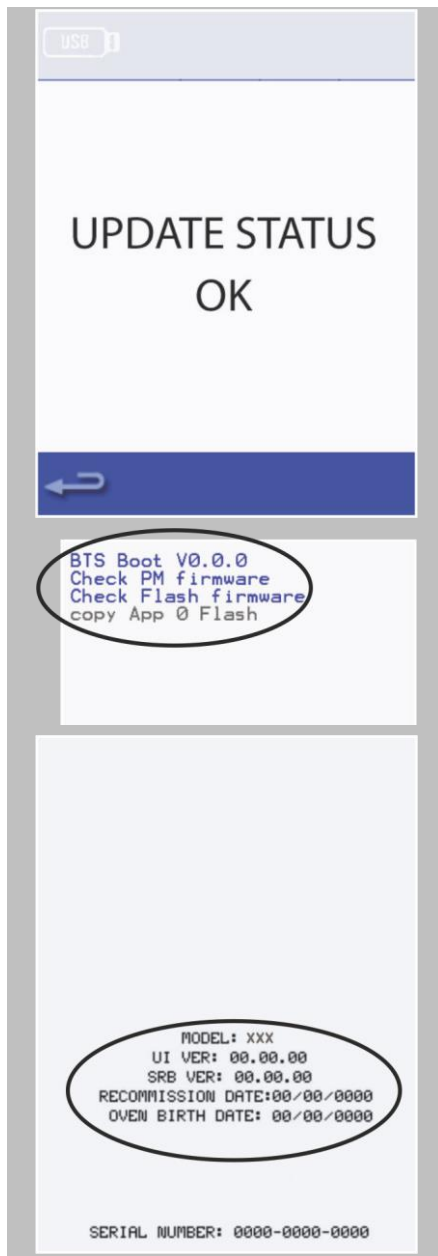 USB
UPDATE STATUS
OK
BTS Boot V0.0.0
Check PM firmware
Check Flash firmware
copy App 0 Flash
MODEL: XXX
UI VER: 00.00.00
SRB VER: 00.00.00
RECOMMISSION DATE:00/00/0000
OVEN BIRTH DATE: 00/00/0000
SERIAL NUMBER: 0000-0000-0000